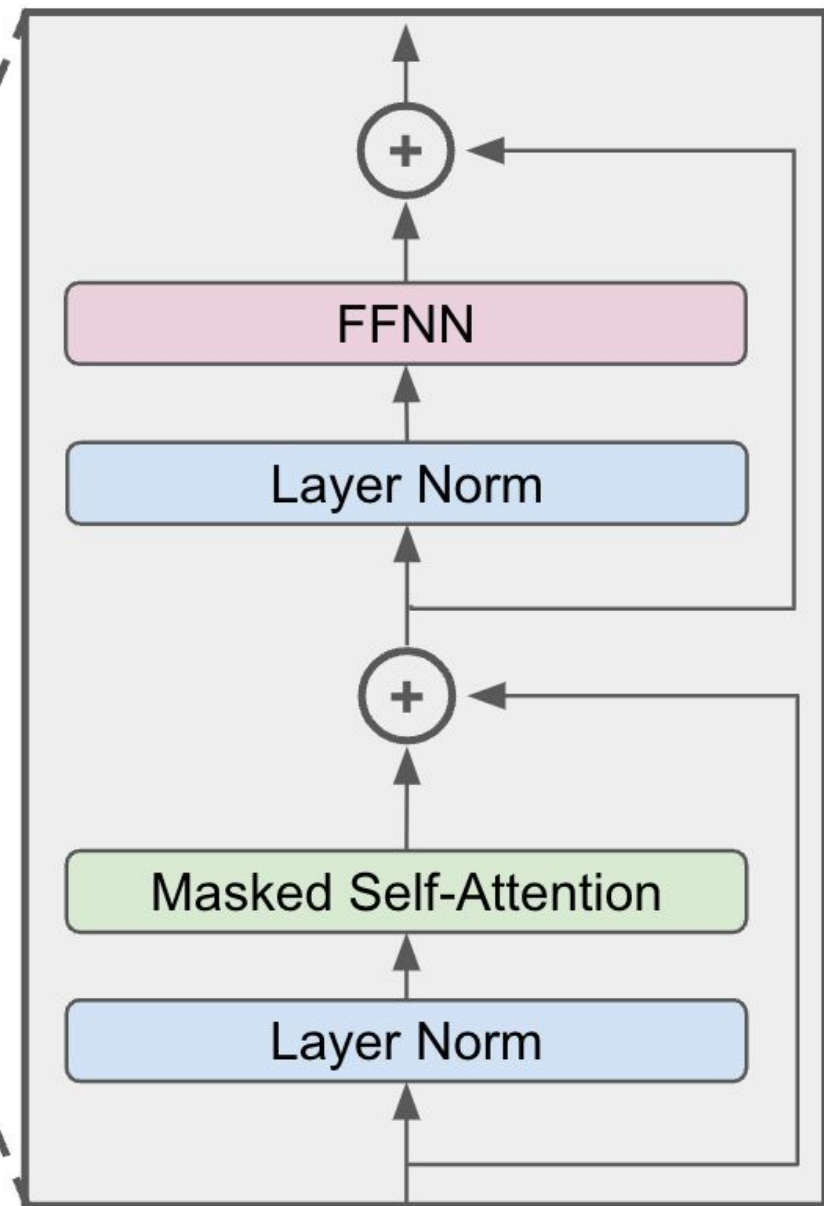 +
FFNN
Layer Norm
+
Masked Self-Attention
Layer Norm